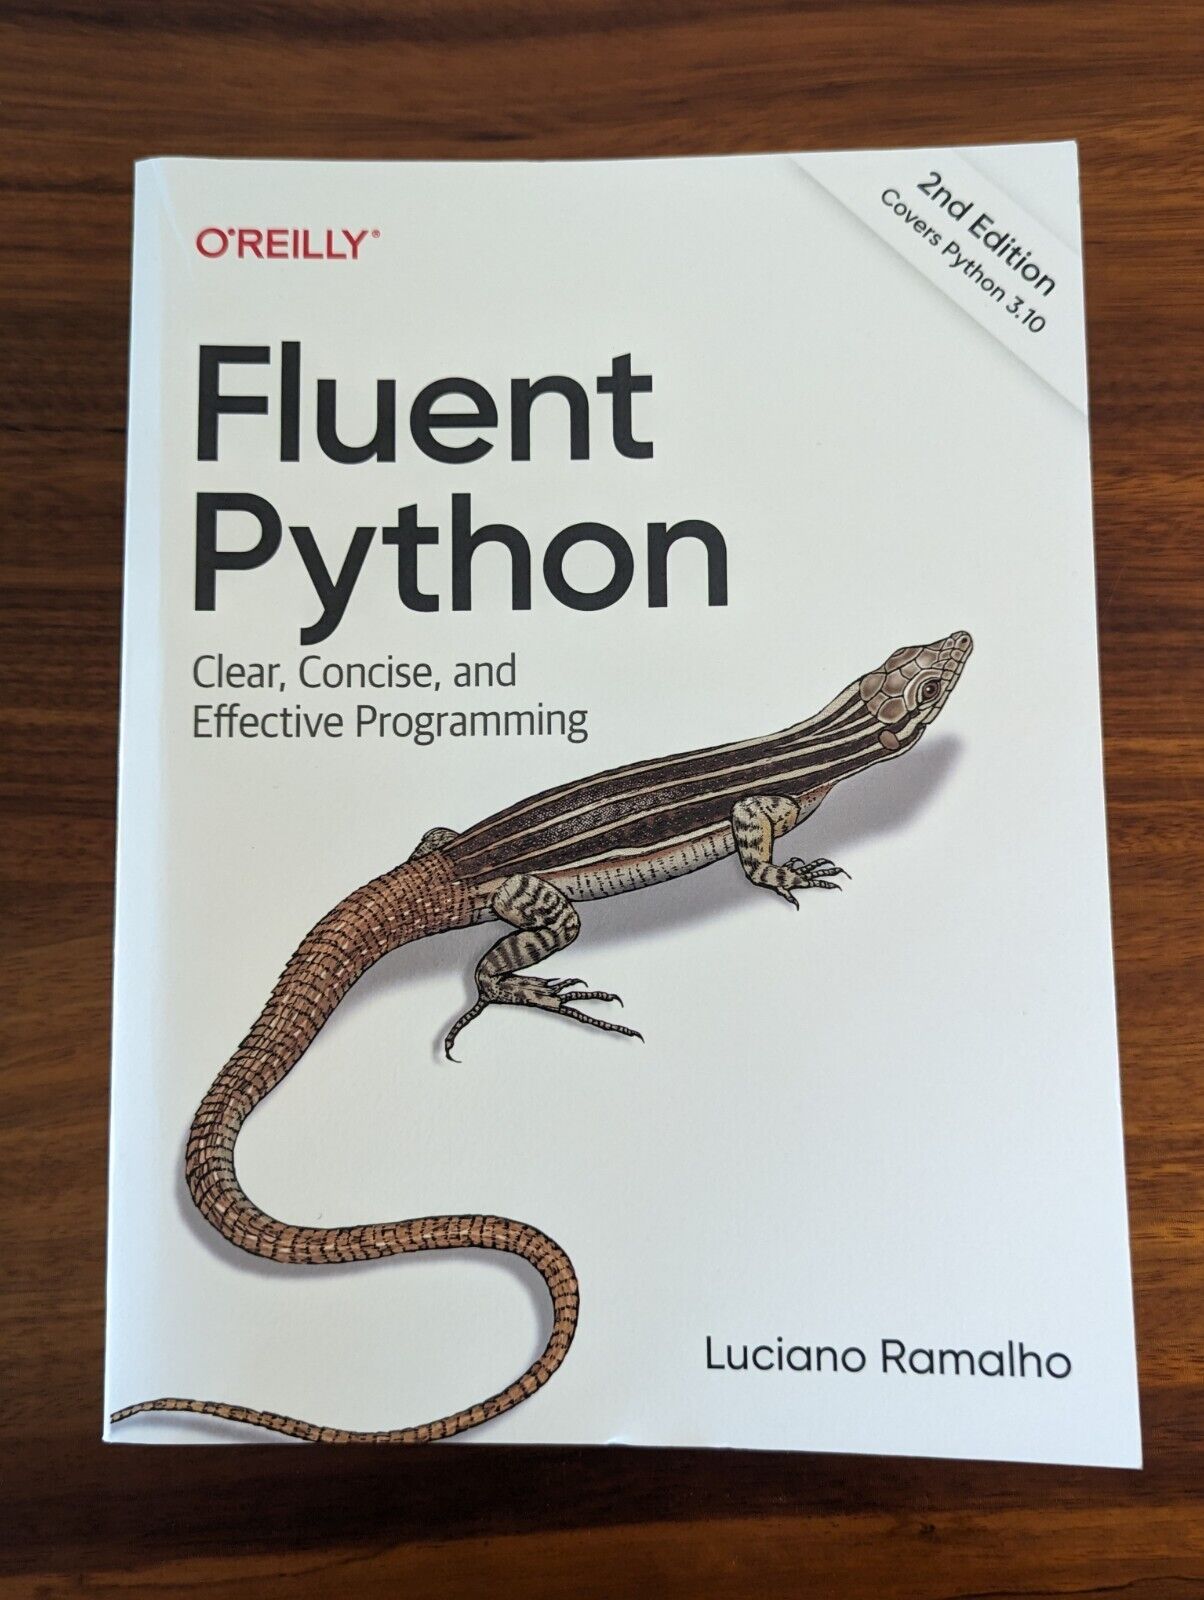 O'REILLY®
2nd Edition
Covers Python 3.10
Fluent
Python
Clear, Concise, and
Effective Programming
Luciano Ramalho